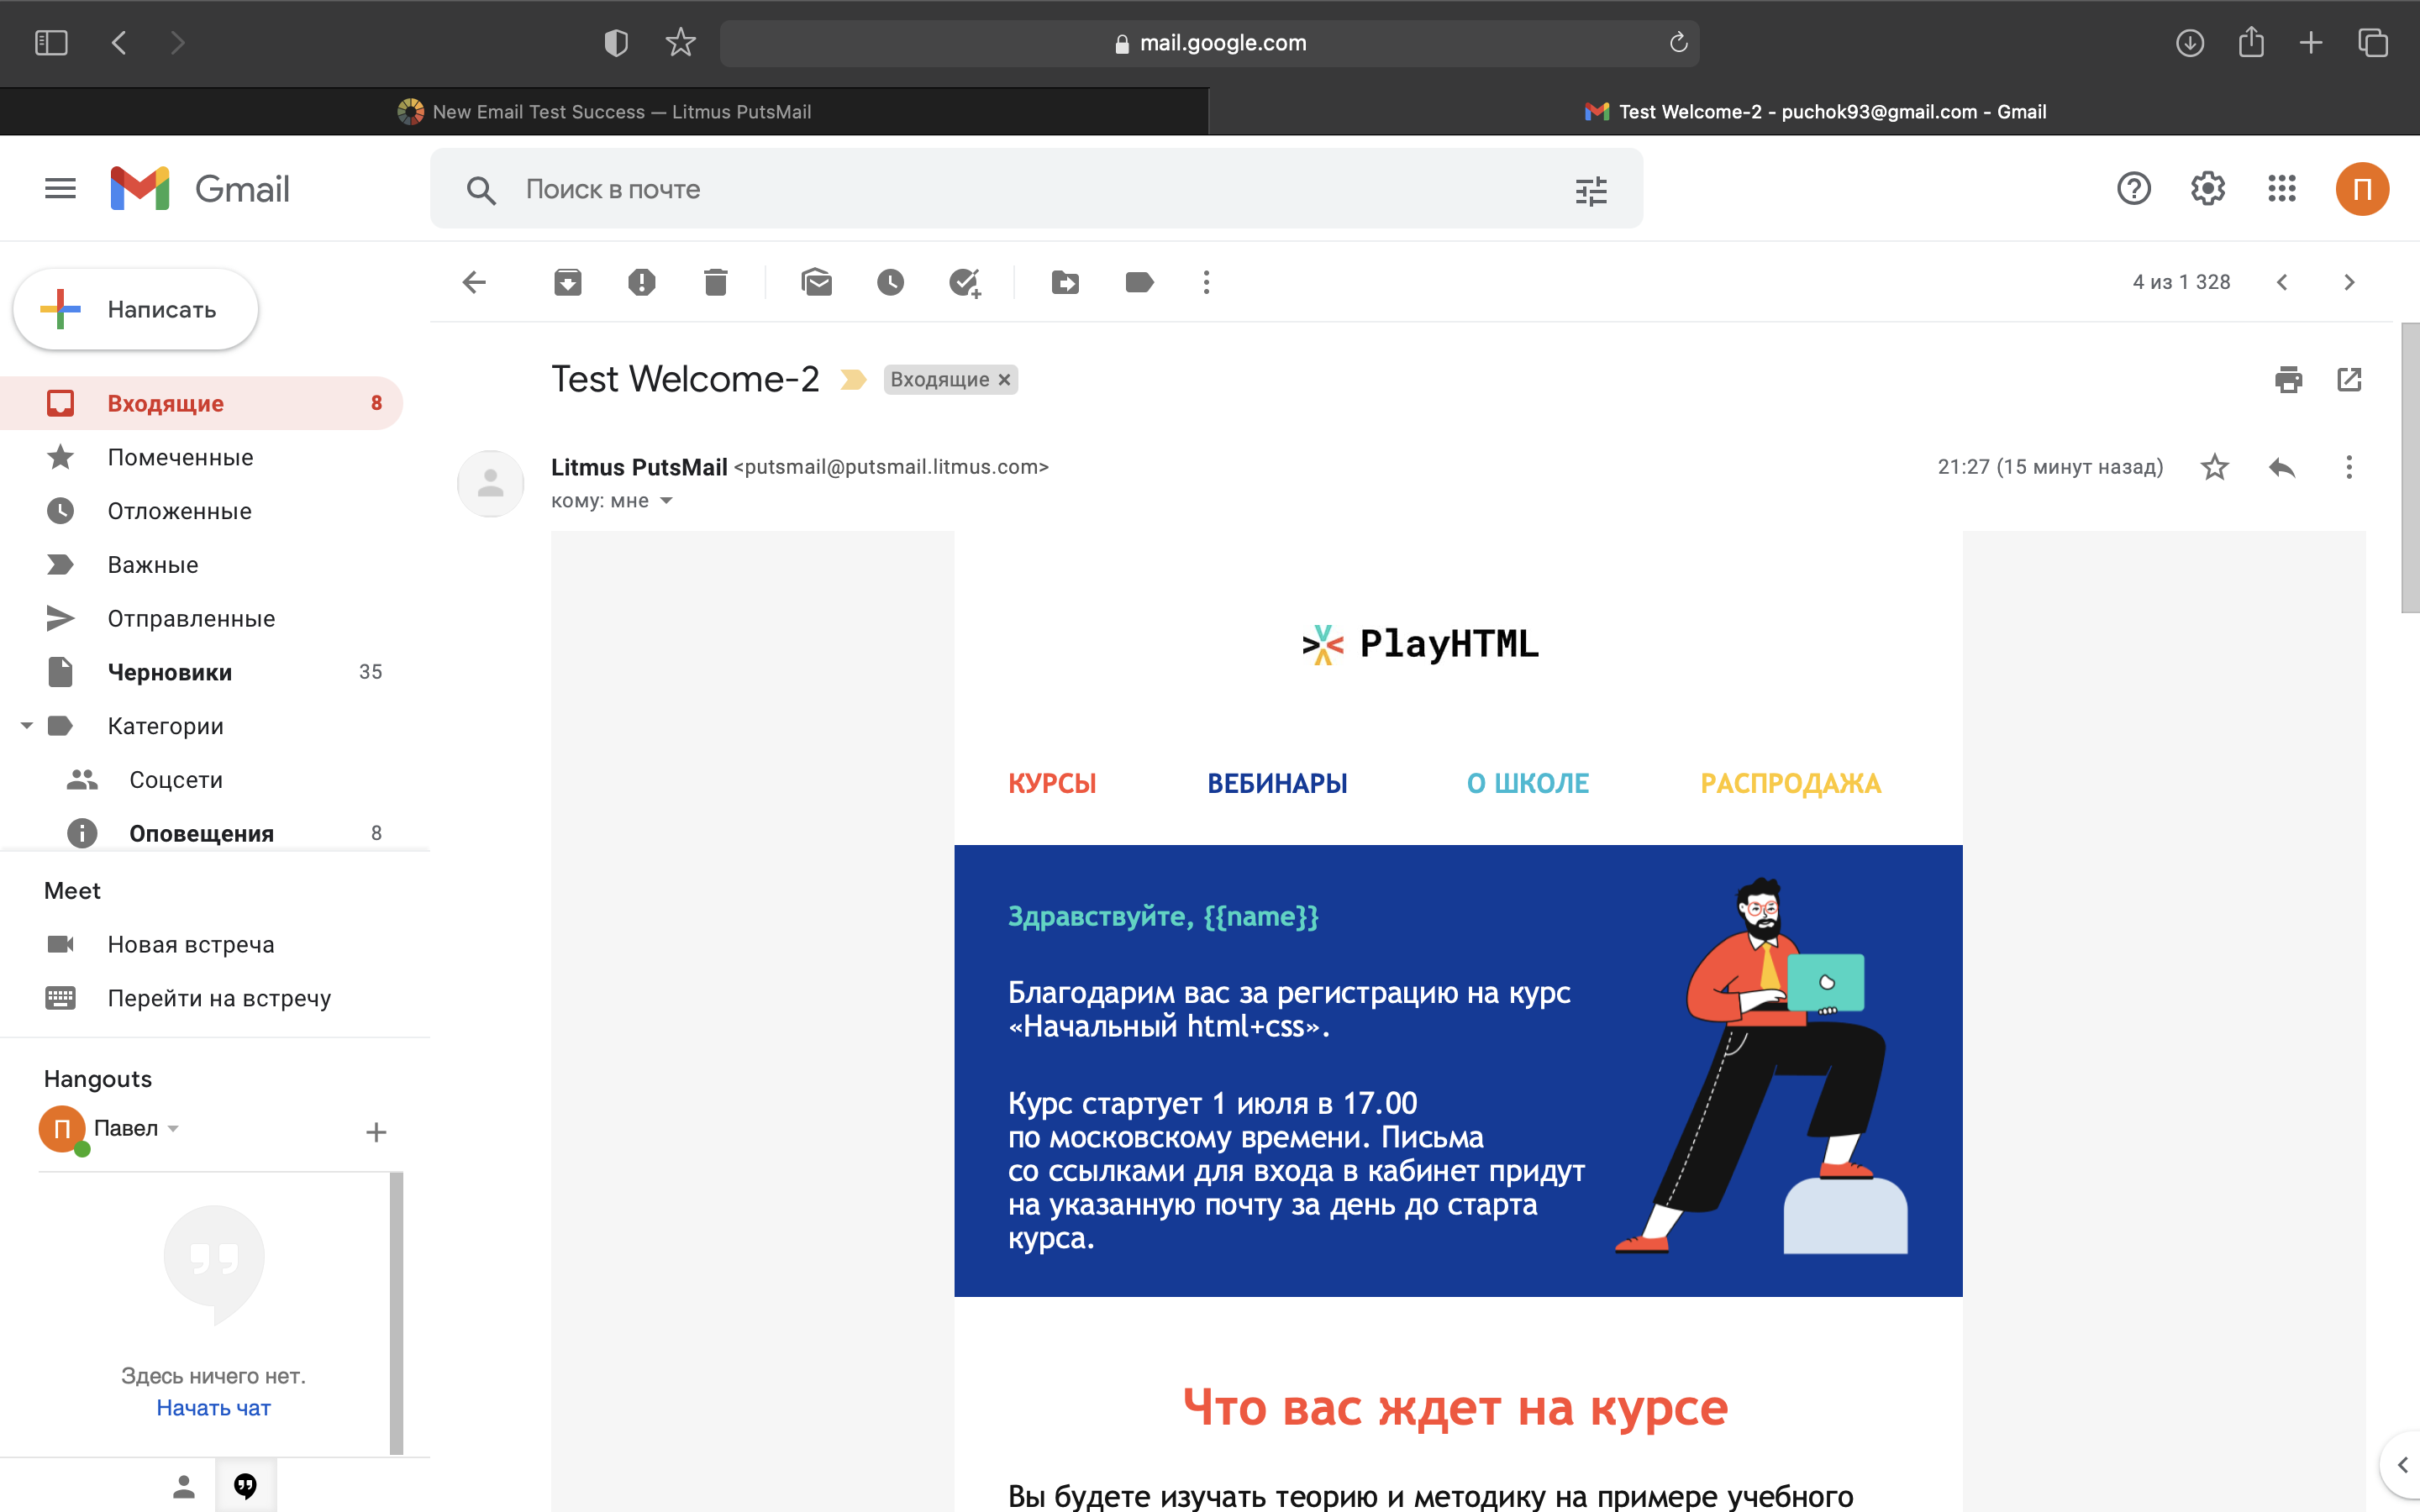 mail.google.com
New Email Test Success — Litmus PutsMail
Test Welcome-2 - puchok93@gmail.com - Gmail
Gmail
Поиск в почте
П
Написать
4 из 1 328
Test Welcome-2
Входящие
Входящие 8
Помеченные
Отложенные
Важные
Отправленные
Черновики 35
Категории
Соцсети
Оповещения 8
Meet
Новая встреча
Перейти на встречу
Hangouts
П Павел
Здесь ничего нет.
Начать чат
Litmus PutsMail <putsmail@putsmail.litmus.com>
21:27 (15 минут назад)
кому: мне
PlayHTML
КУРСЫ ВЕБИНАРЫ О ШКОЛЕ РАСПРОДАЖА
Здравствуйте, {{name}}
Благодарим вас за регистрацию на курс
«Начальный html+css».
Курс стартует 1 июля в 17.00
по московскому времени. Письма
со ссылками для входа в кабинет придут
на указанную почту за день до старта
курса.
Что вас ждет на курсе
Вы будете изучать теорию и методику на примере учебного